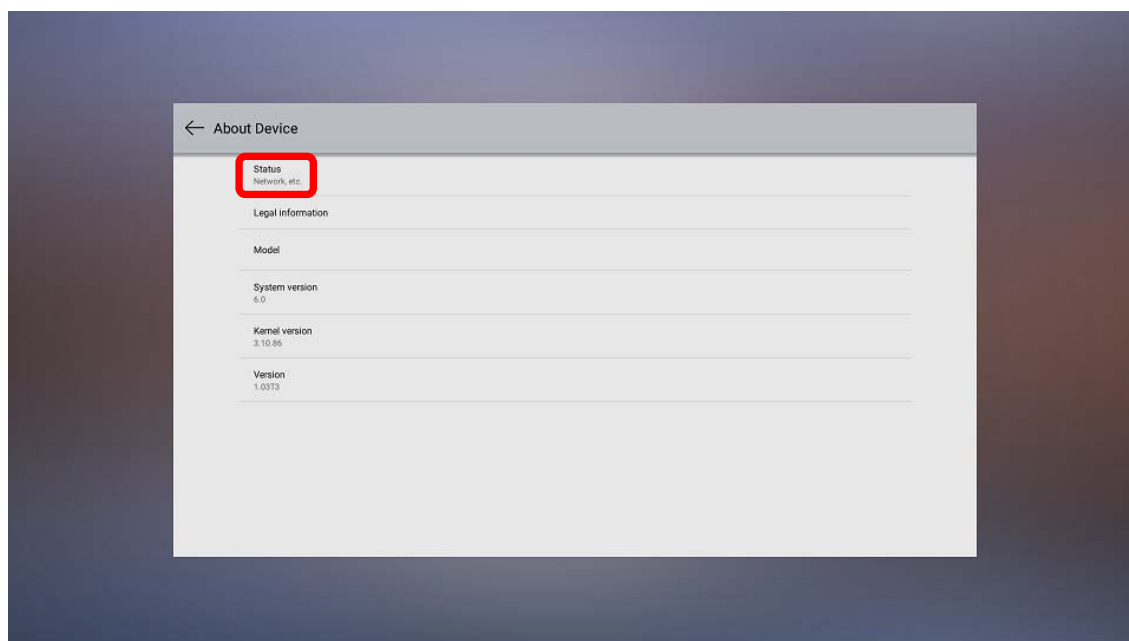 About Device
Status
Network, etc.
Legal information
Model
System version
6.0
Kernel version
3.10.86
Version
1.0373